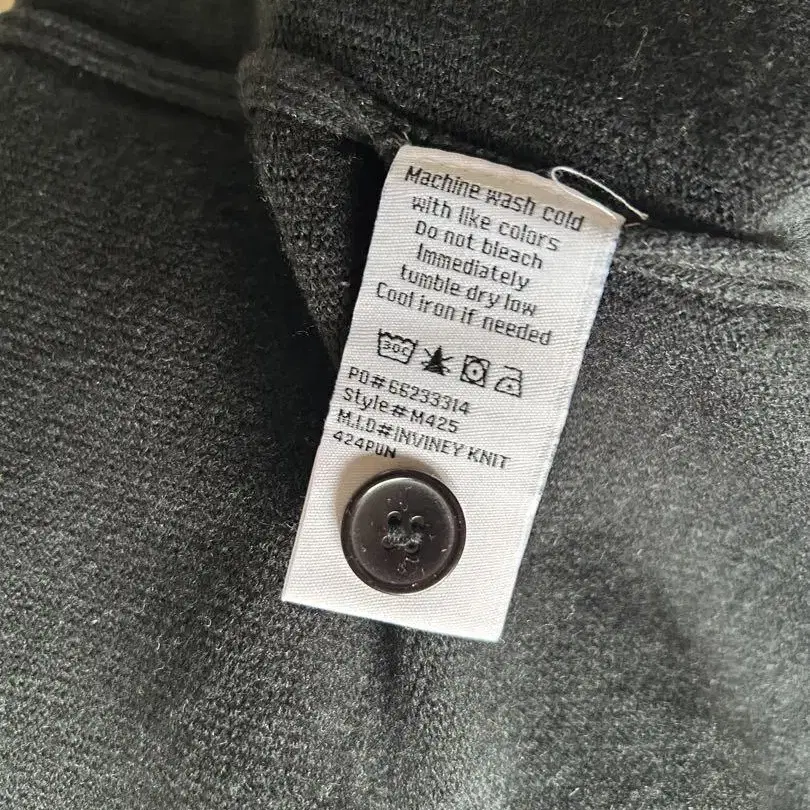 Machine wash cold
with like colors
Do not bleach
Immediately
tumble dry low
Cool iron if needed
30c
PO# 66233314
Style# M425
M.I.D#INVINEY KNIT
424PUN